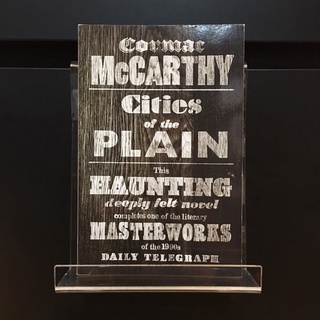 Cormac
McCARTHY
Cities
of the
PLAIN
This
HAUNTING
deeply felt novel
completes one of the literary
MASTERWORKS
of the 1990s
DAILY TELEGRAPH